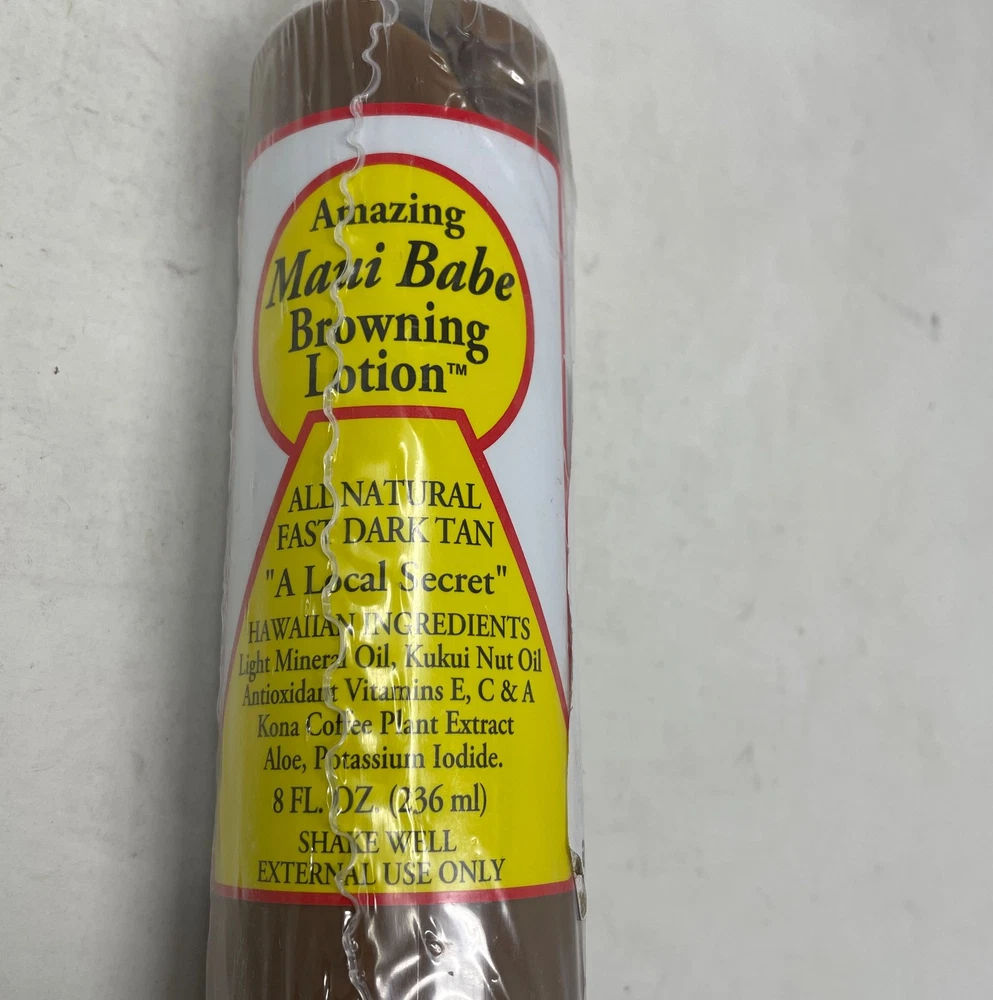 Amazing
Maui Babe
Browning
Lotion™
ALL NATURAL
FAST DARK TAN
"A Local Secret"
HAWAIIAN INGREDIENTS
Light Mineral Oil, Kukui Nut Oil
Antioxidant Vitamins E, C & A
Kona Coffee Plant Extract
Aloe, Potassium Iodide.
8 FL. OZ. (236 ml)
SHAKE WELL
EXTERNAL USE ONLY